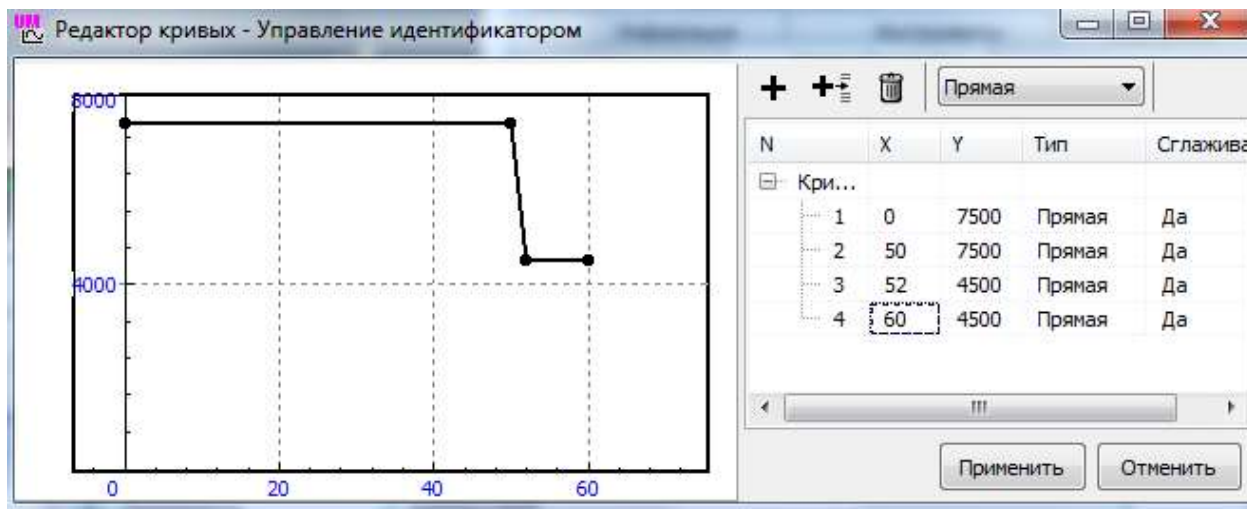 Редактор кривых - Управление идентификатором
8000
4000
0 20 40 60
Прямая
N X Y Тип Сглажива
Кри...
1 0 7500 Прямая Да
2 50 7500 Прямая Да
3 52 4500 Прямая Да
4 60 4500 Прямая Да
Применить Отменить